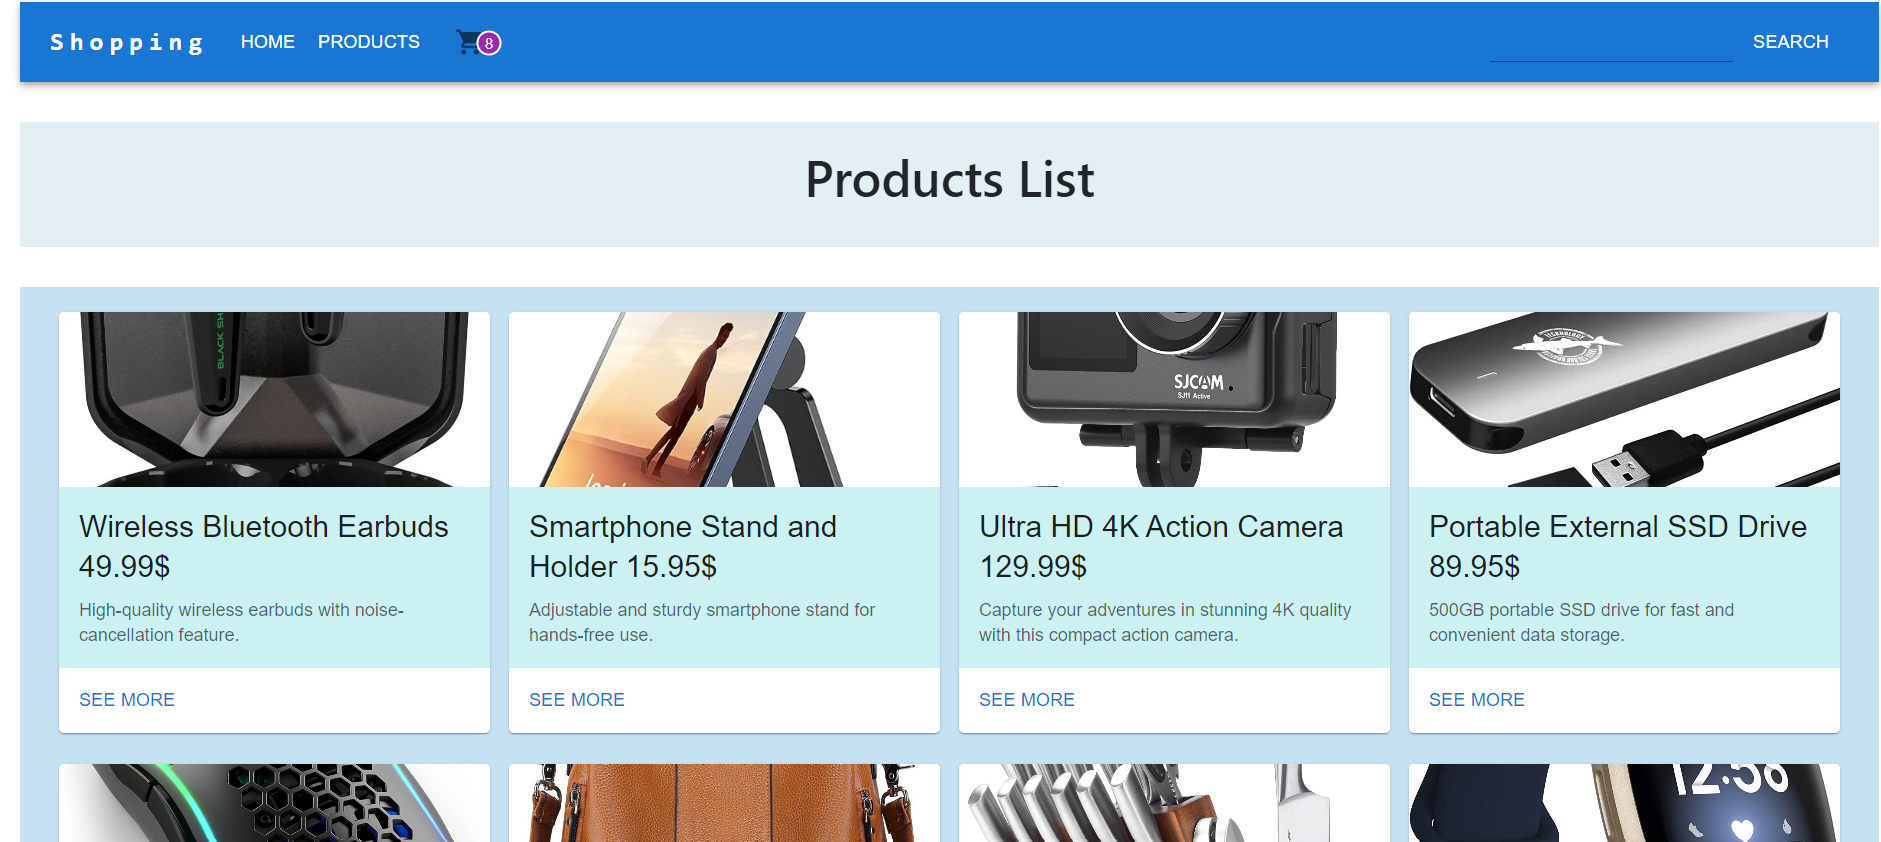 Shopping HOME PRODUCTS 8 SEARCH
Products List
BLACK SH
SJCAM
SJ11 Active
TECHNOLOGY
Wireless Bluetooth Earbuds
49.99$
High-quality wireless earbuds with noise-
cancellation feature.
SEE MORE
Smartphone Stand and
Holder 15.95$
Adjustable and sturdy smartphone stand for
hands-free use.
SEE MORE
Ultra HD 4K Action Camera
129.99$
Capture your adventures in stunning 4K quality
with this compact action camera.
SEE MORE
Portable External SSD Drive
89.95$
500GB portable SSD drive for fast and
convenient data storage.
SEE MORE
12:58